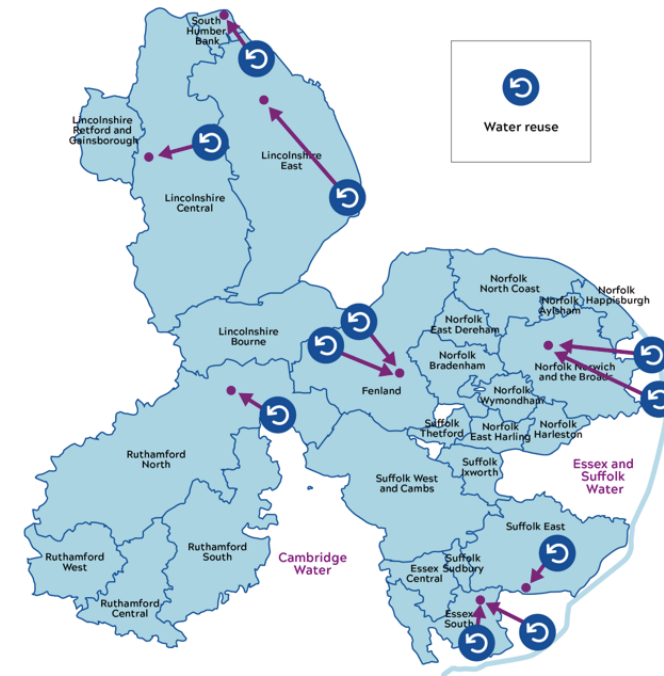 South
Humber
Bank
Water reuse
Lincolnshire
Retford and
Gainsborough
Lincolnshire
East
Lincolnshire
Central
Norfolk
North Coast
Norfolk
Happisburgh
Norfolk
Aylsham
Norfolk
East Dereham
Lincolnshire
Bourne
Norfolk
Bradenham
Norfolk Norwich
and the Broads
Fenland
Norfolk
Wymondham
Suffolk
Thetford
Norfolk
East Harling
Norfolk
Harleston
Ruthamford
North
Suffolk
Ixworth
Essex and
Suffolk
Water
Suffolk West
and Cambs
Suffolk East
Ruthamford
West
Ruthamford
South
Cambridge
Water
Essex
Central
Suffolk
Sudbury
Ruthamford
Central
Essex
South